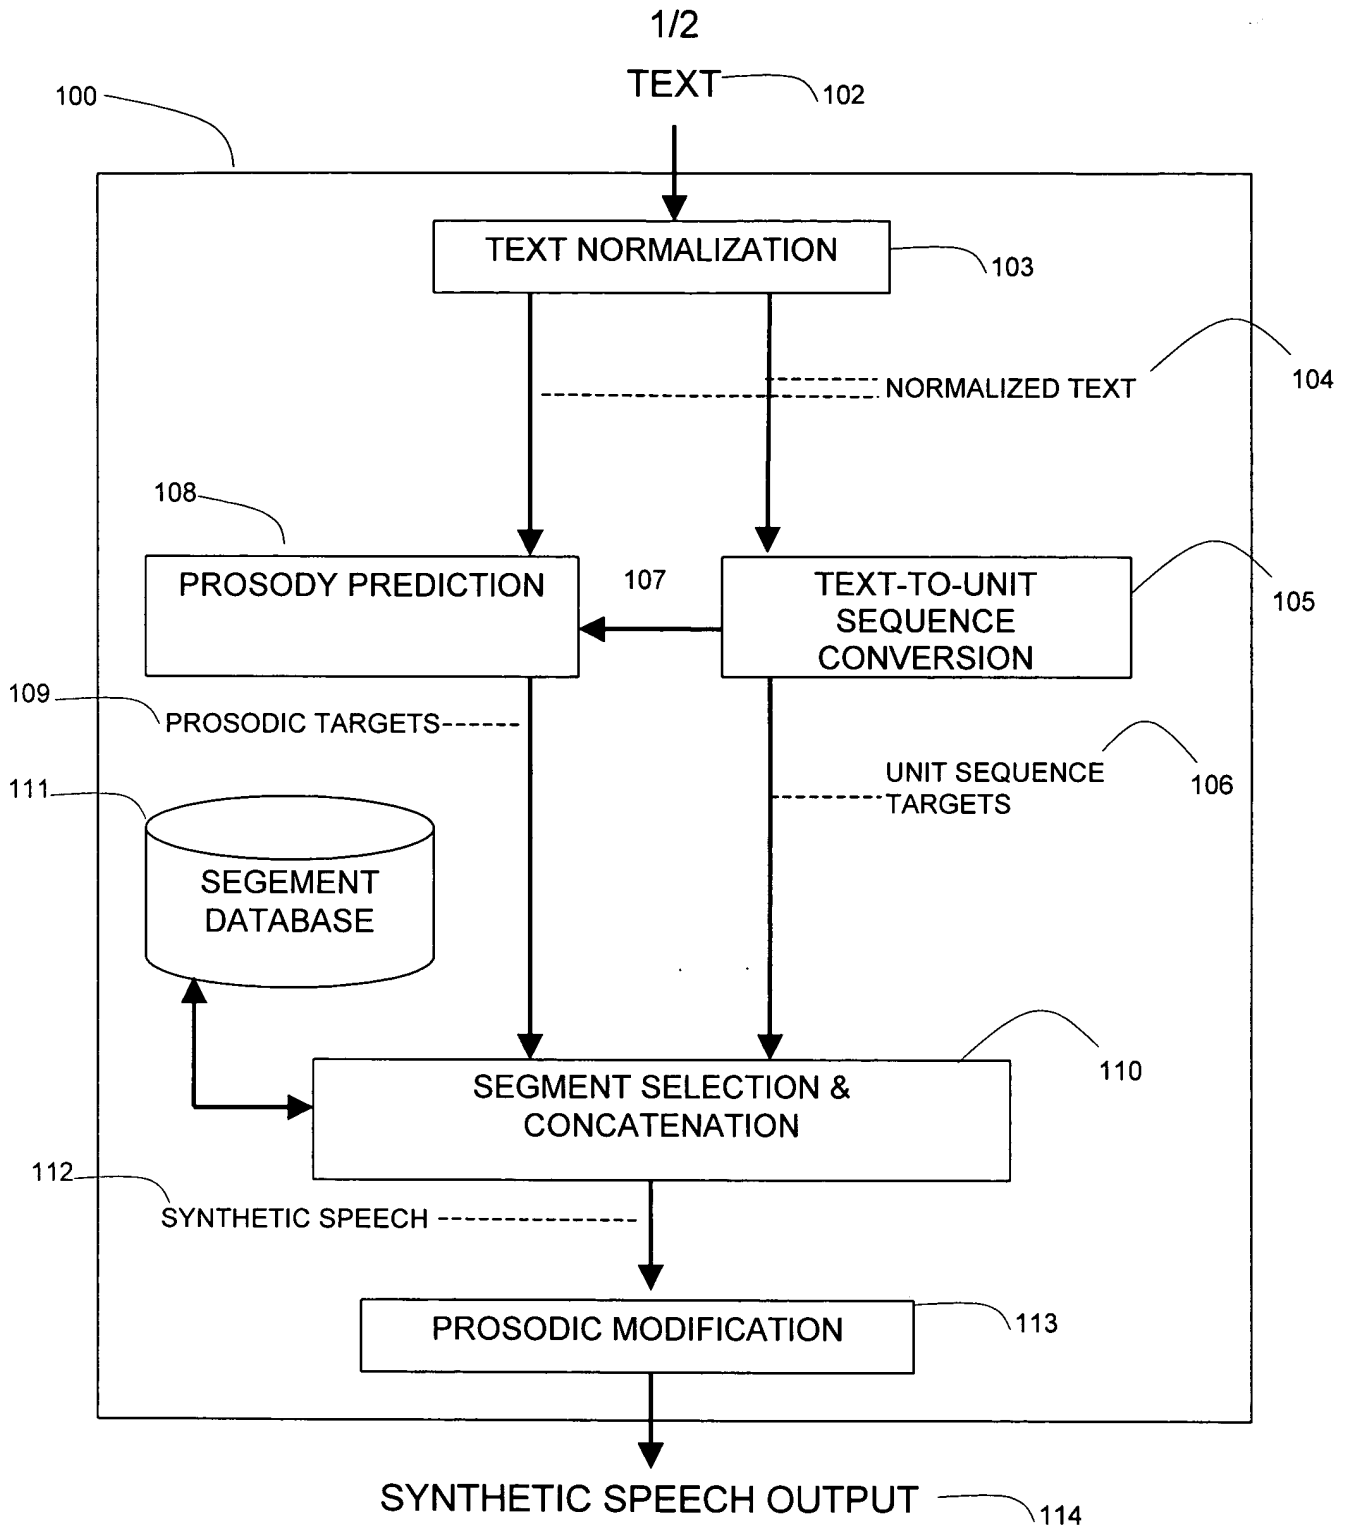 1/2
TEXT
102
100
TEXT NORMALIZATION
103
NORMALIZED TEXT
104
108
PROSODY PREDICTION
107
TEXT-TO-UNIT
SEQUENCE
CONVERSION
105
109
PROSODIC TARGETS
UNIT SEQUENCE
TARGETS
106
111
SEGEMENT
DATABASE
SEGMENT SELECTION &
CONCATENATION
110
112
SYNTHETIC SPEECH
PROSODIC MODIFICATION
113
SYNTHETIC SPEECH OUTPUT
114